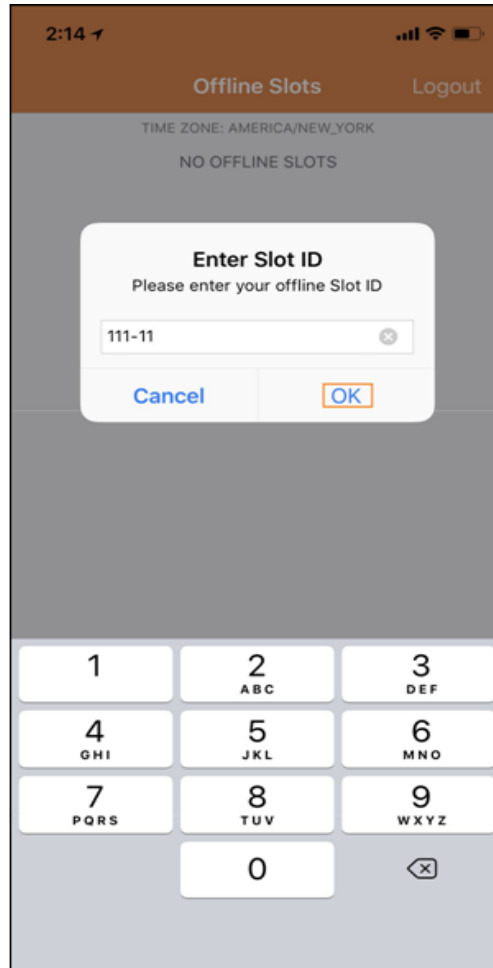 2:14
Offline Slots Logout
TIME ZONE: AMERICA/NEW_YORK
NO OFFLINE SLOTS
Enter Slot ID
Please enter your offline Slot ID
111-11
Cancel OK
1 2 3
ABC DEF
4 5 6
GHI JKL MNO
7 8 9
PQRS TUV WXYZ
0